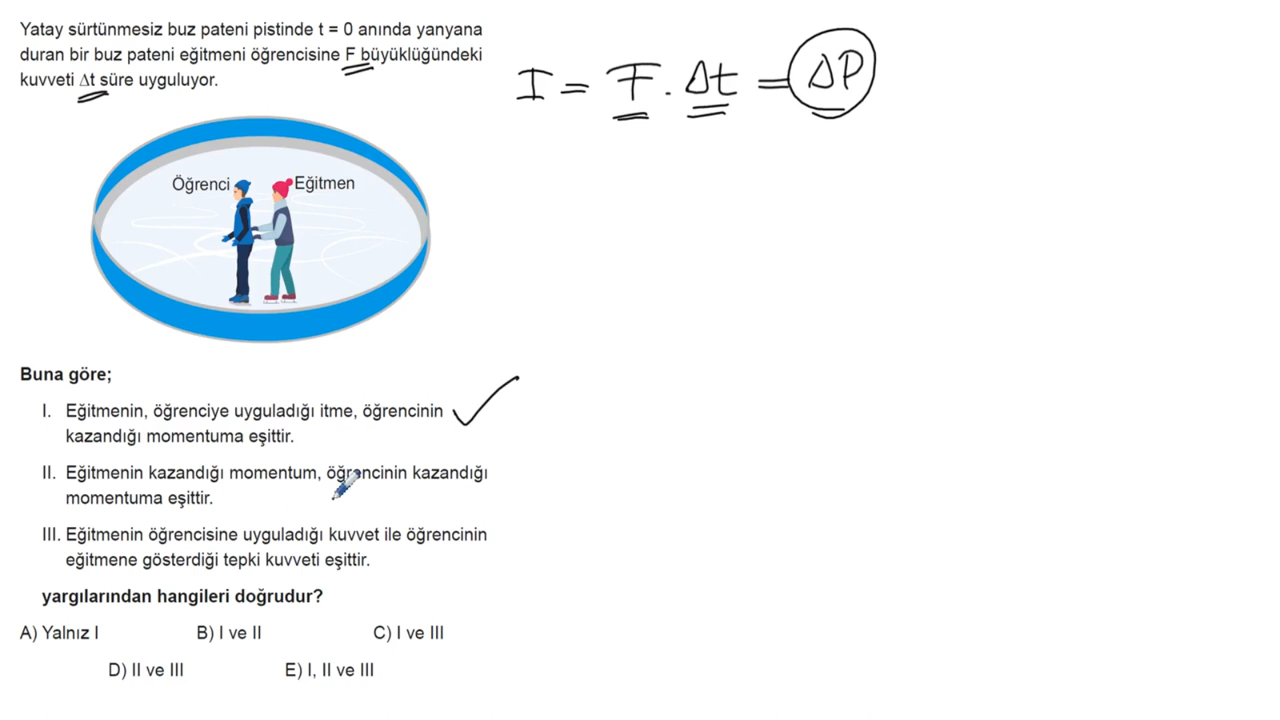 Yatay sürtünmesiz buz pateni pistinde t = 0 anında yanyana
duran bir buz pateni eğitmeni öğrencisine F büyüklüğündeki
kuvveti Δt süre uyguluyor.
I = F . Δt = ΔP
Öğrenci
Eğitmen
Buna göre;
I. Eğitmenin, öğrenciye uyguladığı itme, öğrencinin
kazandığı momentuma eşittir.
II. Eğitmenin kazandığı momentum, öğrencinin kazandığı
momentuma eşittir.
III. Eğitmenin öğrencisine uyguladığı kuvvet ile öğrencinin
eğitmene gösterdiği tepki kuvveti eşittir.
yargılarından hangileri doğrudur?
A) Yalnız I B) I ve II C) I ve III
D) II ve III E) I, II ve III